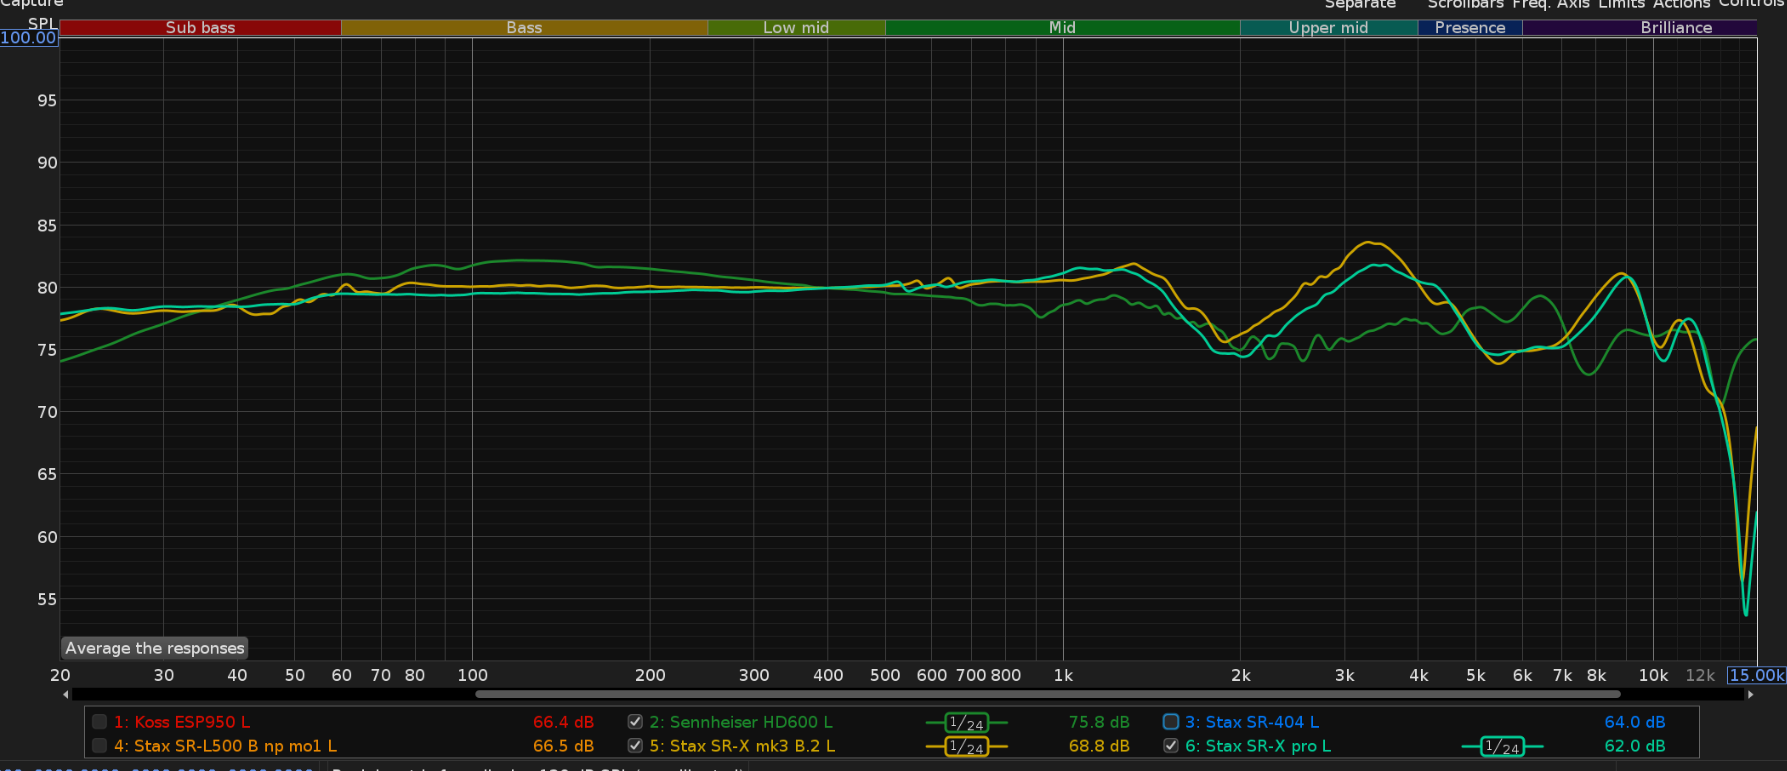 Capture
Separate Scrollbars Freq. Axis Limits Actions Controls
SPL
Sub bass Bass Low mid Mid Upper mid Presence Brilliance
100.00
95
90
85
80
75
70
65
60
55
Average the responses
20 30 40 50 60 70 80 100 200 300 400 500 600 700 800 1k 2k 3k 4k 5k 6k 7k 8k 10k 12k 15.00k
1: Koss ESP950 L 66.4 dB 2: Sennheiser HD600 L 1/24 75.8 dB 3: Stax SR-404 L 64.0 dB
4: Stax SR-L500 B np mo1 L 66.5 dB 5: Stax SR-X mk3 B.2 L 1/24 68.8 dB 6: Stax SR-X pro L 1/24 62.0 dB